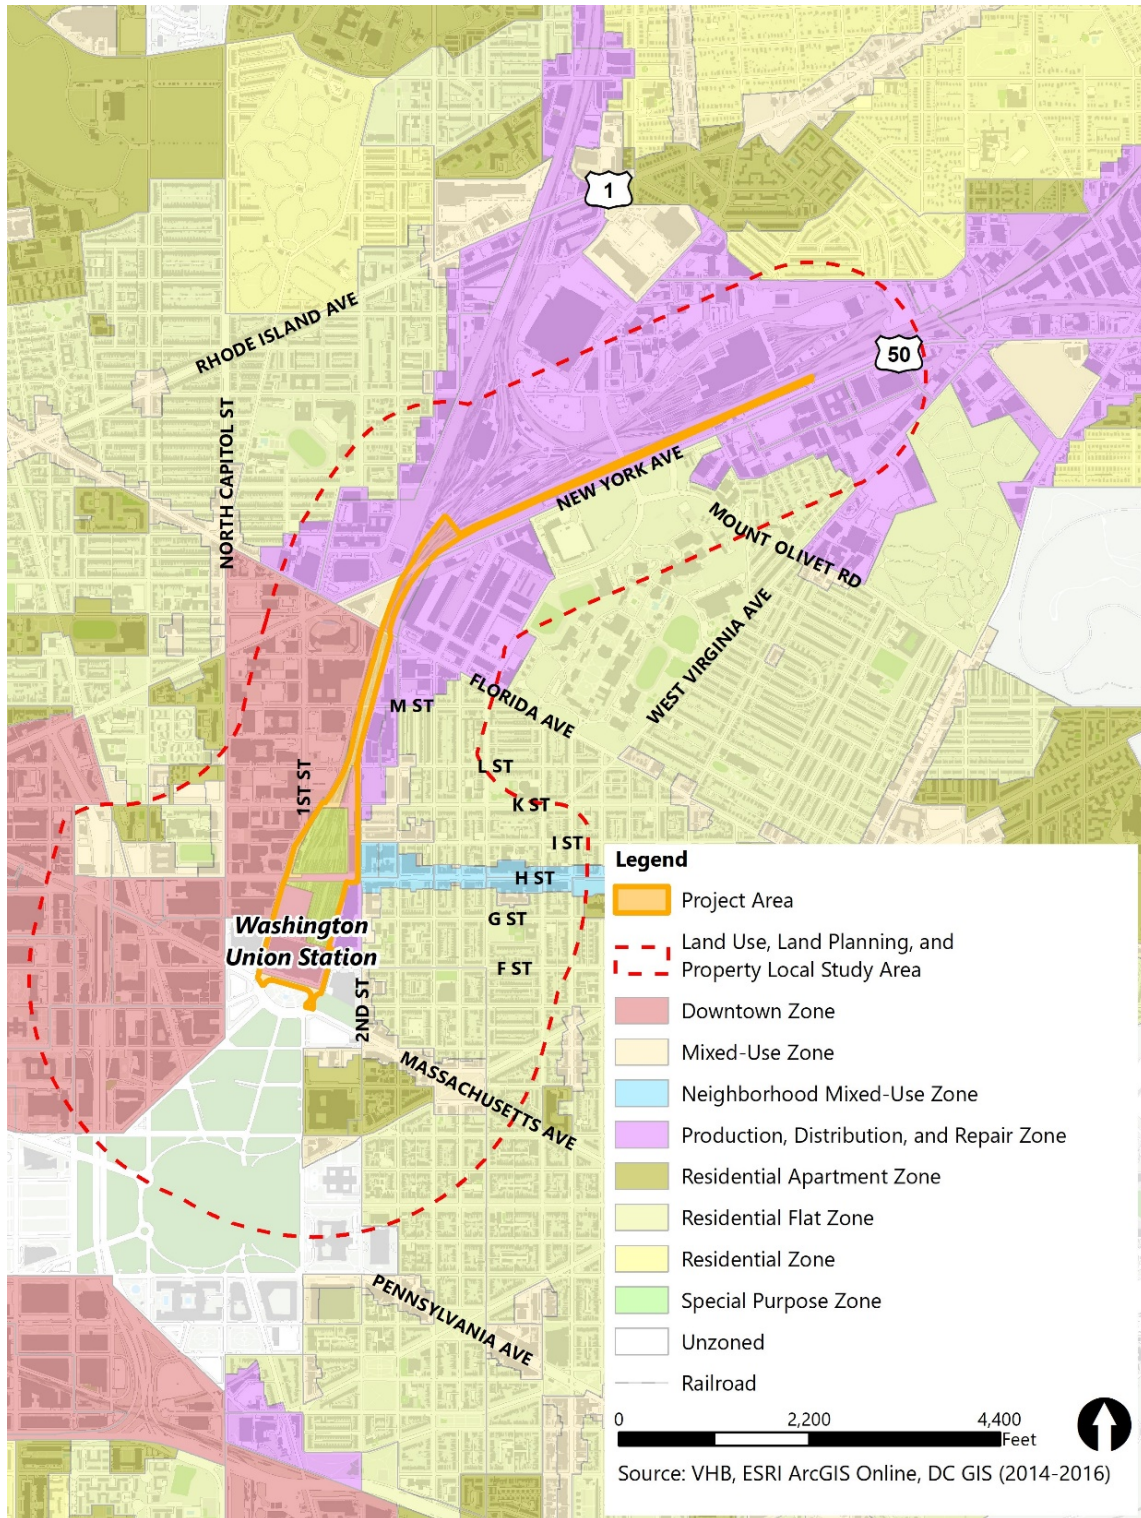 1
RHODE ISLAND AVE
50
NORTH CAPITOL ST
NEW YORK AVE
MOUNT OLIVET RD
WEST VIRGINIA AVE
FLORIDA AVE
M ST
L ST
1ST ST
K ST
I ST
H ST
G ST
Washington
Union Station
F ST
2ND ST
MASSACHUSETTS AVE
PENNSYLVANIA AVE
Legend
Project Area
Land Use, Land Planning, and
Property Local Study Area
Downtown Zone
Mixed-Use Zone
Neighborhood Mixed-Use Zone
Production, Distribution, and Repair Zone
Residential Apartment Zone
Residential Flat Zone
Residential Zone
Special Purpose Zone
Unzoned
Railroad
0 2,200 4,400
Feet
Source: VHB, ESRI ArcGIS Online, DC GIS (2014-2016)